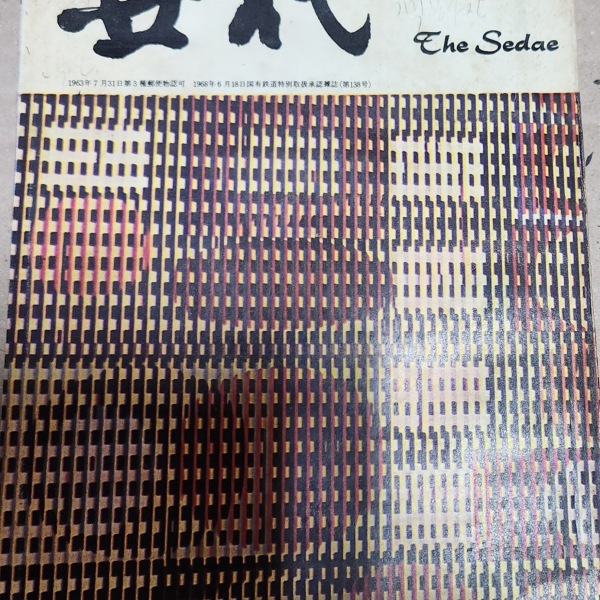 世代
The Sedae
1963年7月31日第3種郵便物認可 1968年6月18日国有鉄道特別取扱承認雑誌(第138号)